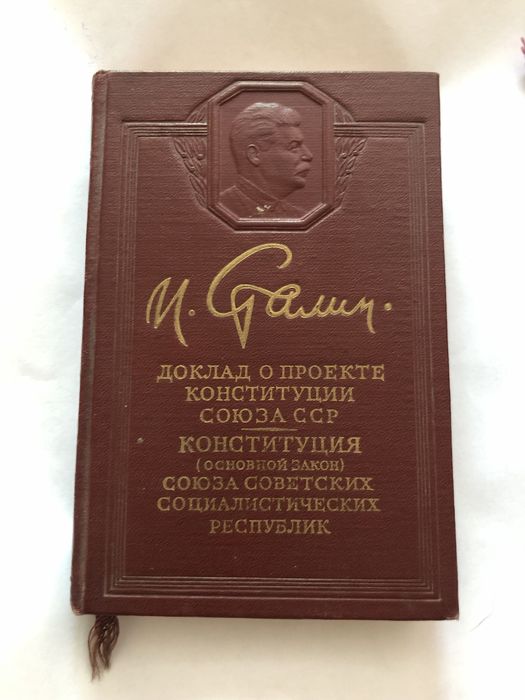 И. Сталин.
ДОКЛАД О ПРОЕКТЕ
КОНСТИТУЦИИ
СОЮЗА ССР
КОНСТИТУЦИЯ
(ОСНОВНОЙ ЗАКОН)
СОЮЗА СОВЕТСКИХ
СОЦИАЛИСТИЧЕСКИХ
РЕСПУБЛИК